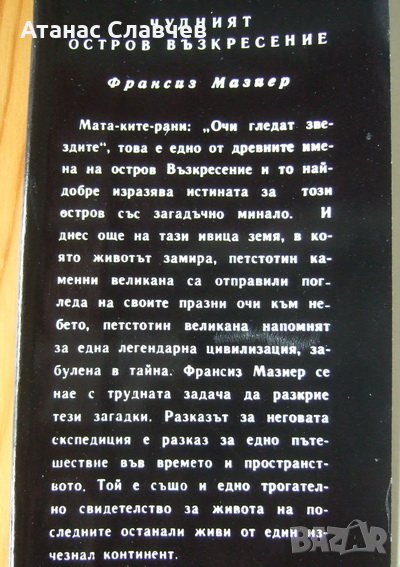 Атанас Славчев
ЧУДНИЯТ
ОСТРОВ ВЪЗКРЕСЕНИЕ
Франсиз Мазиер
Мата-ките-рани: „Очи гледат зве-
здите“, това е едно от древните име-
на на остров Възкресение и то най-
добре изразява истината за този
остров със загадъчно минало. И
днес още на тази ивица земя, в ко-
ято животът замира, петстотин ка-
менни великана са отправили пог-
леда на своите празни очи към не-
бето, петстотин великана напомнят
за една легендарна цивилизация, за-
булена в тайна. Франсиз Мазиер се
нае с трудната задача да разкрие
тези загадки. Разказът за неговата
експедиция е разказ за едно пъте-
шествие във времето и пространст-
вото. Той е също и едно трогател-
но свидетелство за живота на по-
следните останали живи от един из-
чезнал континент.
BAZAR